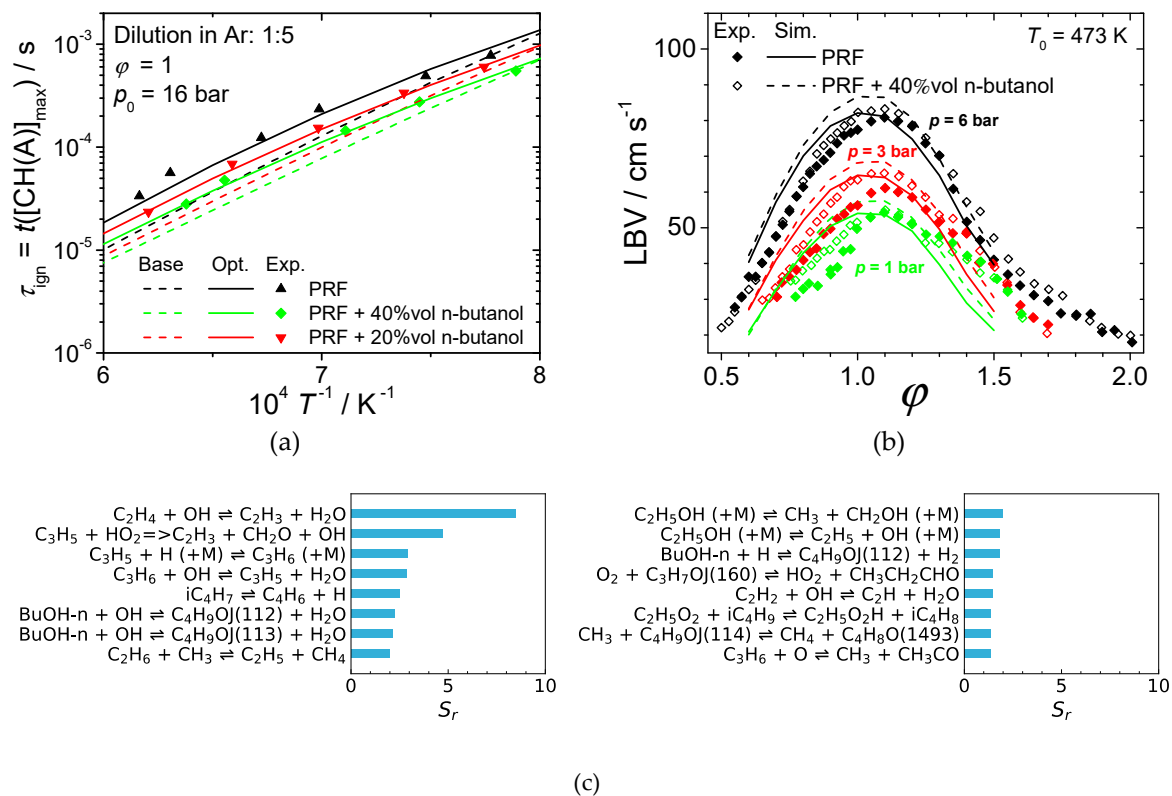 (a)
Dilution in Ar: 1:5
φ = 1
p₀ = 16 bar
τign = t([CH(A)]max) / s
10⁻³
10⁻⁴
10⁻⁵
10⁻⁶
Base Opt. Exp.
PRF
PRF + 40%vol n-butanol
PRF + 20%vol n-butanol
6 7 8
10⁴ T⁻¹ / K⁻¹
(b)
Exp. Sim.
T₀ = 473 K
PRF
PRF + 40%vol n-butanol
p = 6 bar
p = 3 bar
p = 1 bar
LBV / cm s⁻¹
100
50
0.5 1.0 1.5 2.0
φ
C₂H₄ + OH ⇌ C₂H₃ + H₂O
C₃H₅ + HO₂=>C₂H₃ + CH₂O + OH
C₃H₅ + H (+M) ⇌ C₃H₆ (+M)
C₃H₆ + OH ⇌ C₃H₅ + H₂O
iC₄H₇ ⇌ C₄H₆ + H
BuOH-n + OH ⇌ C₄H₉OJ(112) + H₂O
BuOH-n + OH ⇌ C₄H₉OJ(113) + H₂O
C₂H₆ + CH₃ ⇌ C₂H₅ + CH₄
0 5 10
Sr
C₂H₅OH (+M) ⇌ CH₃ + CH₂OH (+M)
C₂H₅OH (+M) ⇌ C₂H₅ + OH (+M)
BuOH-n + H ⇌ C₄H₉OJ(112) + H₂
O₂ + C₃H₇OJ(160) ⇌ HO₂ + CH₃CH₂CHO
C₂H₂ + OH ⇌ C₂H + H₂O
C₂H₅O₂ + iC₄H₉ ⇌ C₂H₅O₂H + iC₄H₈
CH₃ + C₄H₉OJ(114) ⇌ CH₄ + C₄H₈O(1493)
C₃H₆ + O ⇌ CH₃ + CH₃CO
0 5 10
Sr
(c)